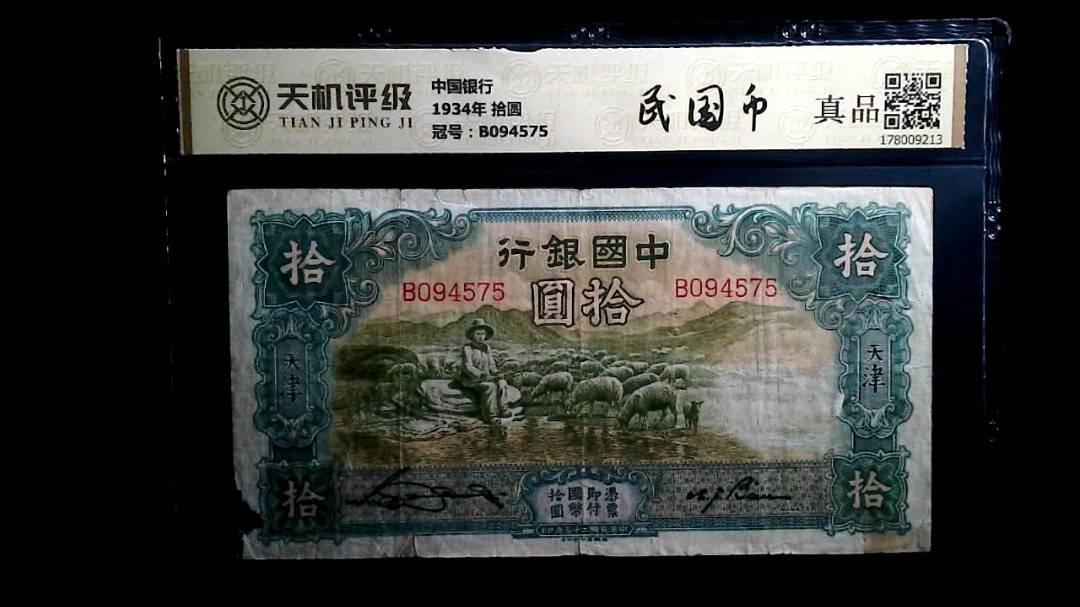 天机评级
TIAN JI PING JI
中国银行
1934年 拾圆
冠号：B094575
民国币
真品
178009213
行銀國中
圓拾
B094575
B094575
拾
拾
天津
天津
拾
拾
憑票
即付
國幣
拾圓